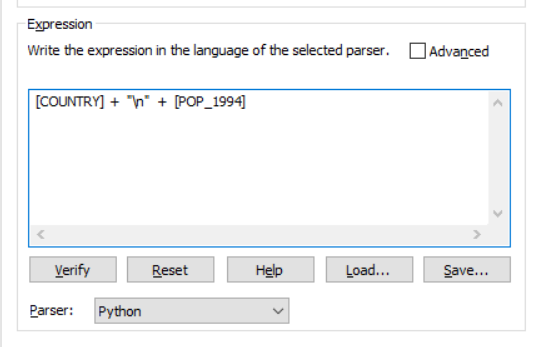 Expression
Write the expression in the language of the selected parser. Advanced
[COUNTRY] + "\n" + [POP_1994]
Verify Reset Help Load... Save...
Parser: Python